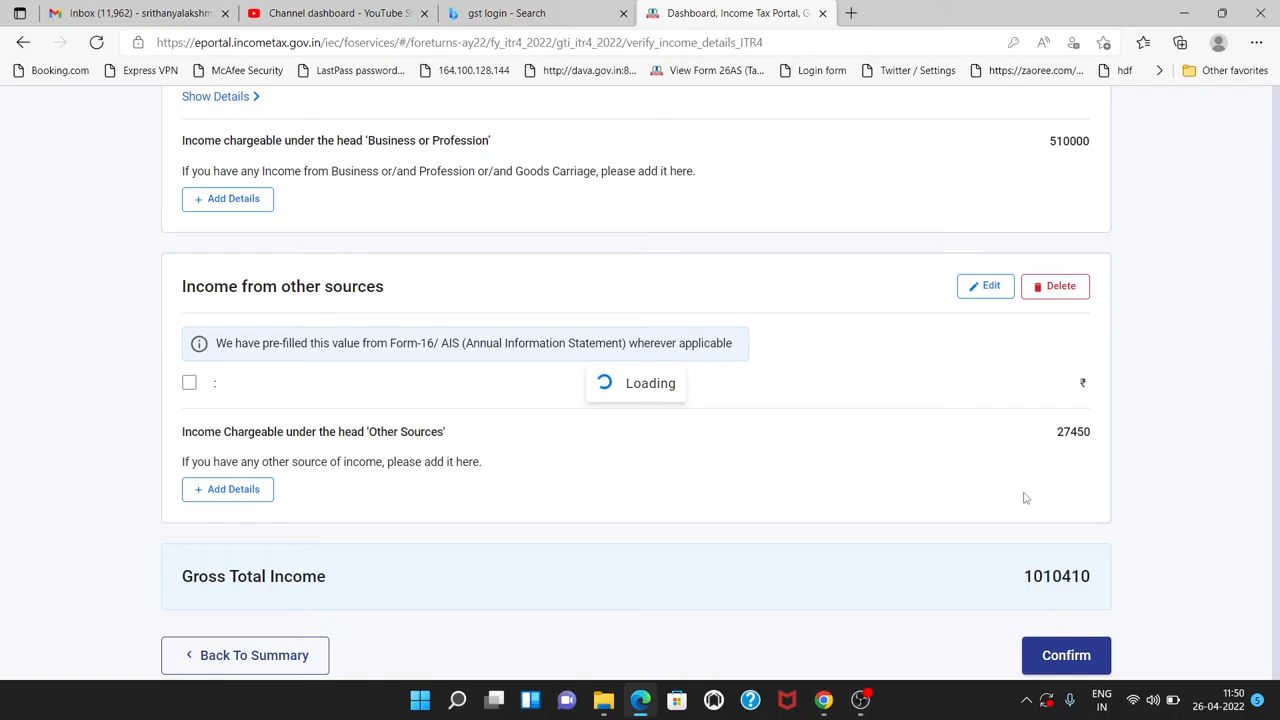 Inbox (11,962) - srithanyalakshm
Channel dashboard - YouTube S
gst login - Search
Dashboard, Income Tax Portal, G
https://eportal.incometax.gov.in/iec/foservices/#/foreturns-ay22/fy_itr4_2022/gti_itr4_2022/verify_income_details_ITR4
Booking.com
Express VPN
McAfee Security
LastPass password...
164.100.128.144
http://dava.gov.in:8...
View Form 26AS (Ta...
Login form
Twitter / Settings
https://zaoree.com/...
hdf
Other favorites
Show Details
Income chargeable under the head ‘Business or Profession’ 510000
If you have any Income from Business or/and Profession or/and Goods Carriage, please add it here.
+ Add Details
Income from other sources
Edit
Delete
We have pre-filled this value from Form-16/ AIS (Annual Information Statement) wherever applicable
: ₹
Loading
Income Chargeable under the head 'Other Sources' 27450
If you have any other source of income, please add it here.
+ Add Details
Gross Total Income 1010410
Back To Summary
Confirm
ENG
IN
11:50
26-04-2022
5